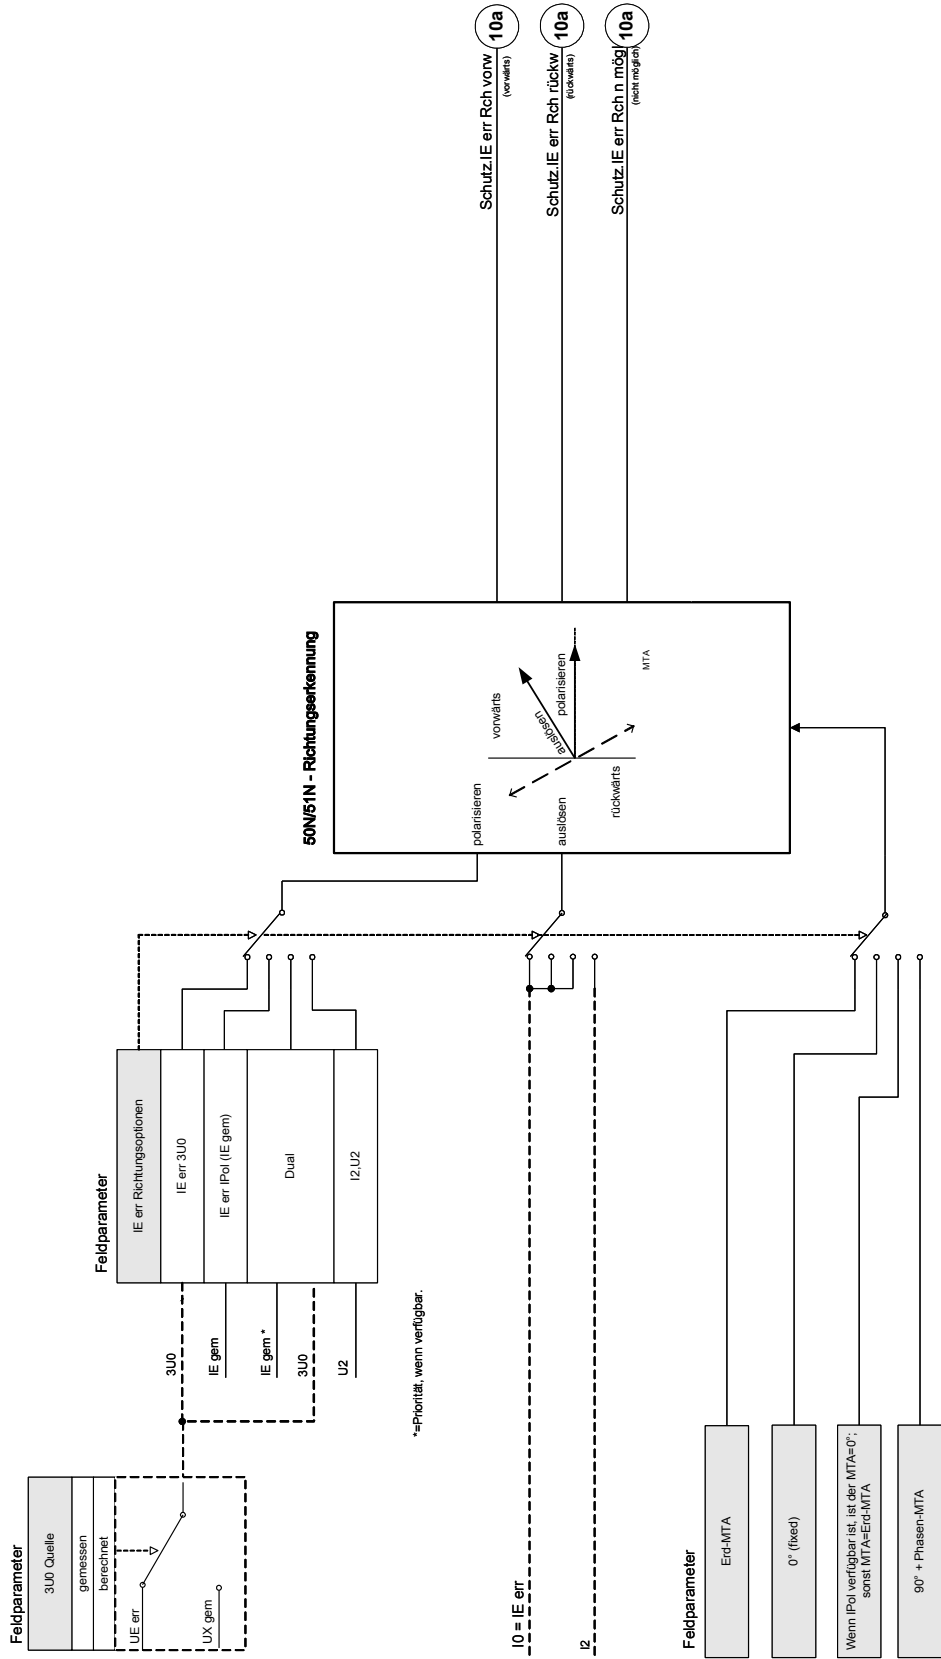 Feldparameter
3U0 Quelle
gemessen
berechnet
UE err
UX gem
Feldparameter
IE err Richtungsoptionen
IE err 3U0
IE err IPol (IE gem)
Dual
I2,U2
3U0
IE gem
IE gem *
3U0
U2
*=Priorität, wenn verfügbar.
50N/51N - Richtungserkennung
polarisieren
auslösen
vorwärts
auslösen
polarisieren
rückwärts
MTA
Schutz.IE err Rch vorw
(vorwärts)
10a
Schutz.IE err Rch rückw
(rückwärts)
10a
Schutz.IE err Rch n mögl
(nicht möglich)
10a
I0 = IE err
I2
Feldparameter
Erd-MTA
0° (fixed)
Wenn IPol verfügbar ist, ist der MTA=0°;
sonst MTA=Erd-MTA
90° + Phasen-MTA